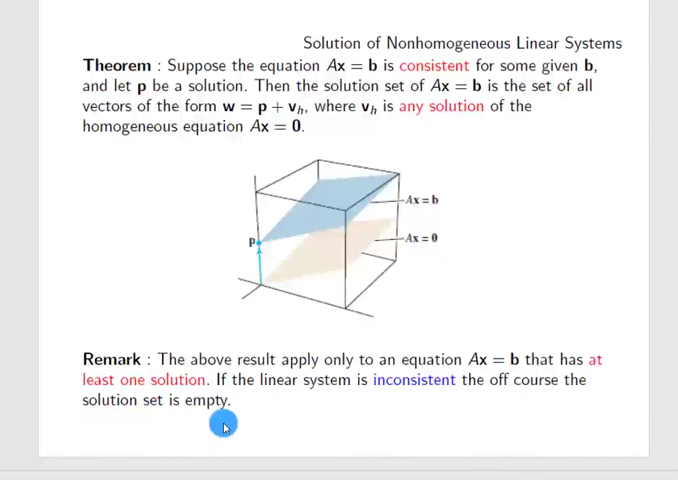 Solution of Nonhomogeneous Linear Systems
Theorem : Suppose the equation Ax = b is consistent for some given b,
and let p be a solution. Then the solution set of Ax = b is the set of all
vectors of the form w = p + vₕ, where vₕ is any solution of the
homogeneous equation Ax = 0.
Ax = b
p
Ax = 0
Remark : The above result apply only to an equation Ax = b that has at
least one solution. If the linear system is inconsistent the off course the
solution set is empty.